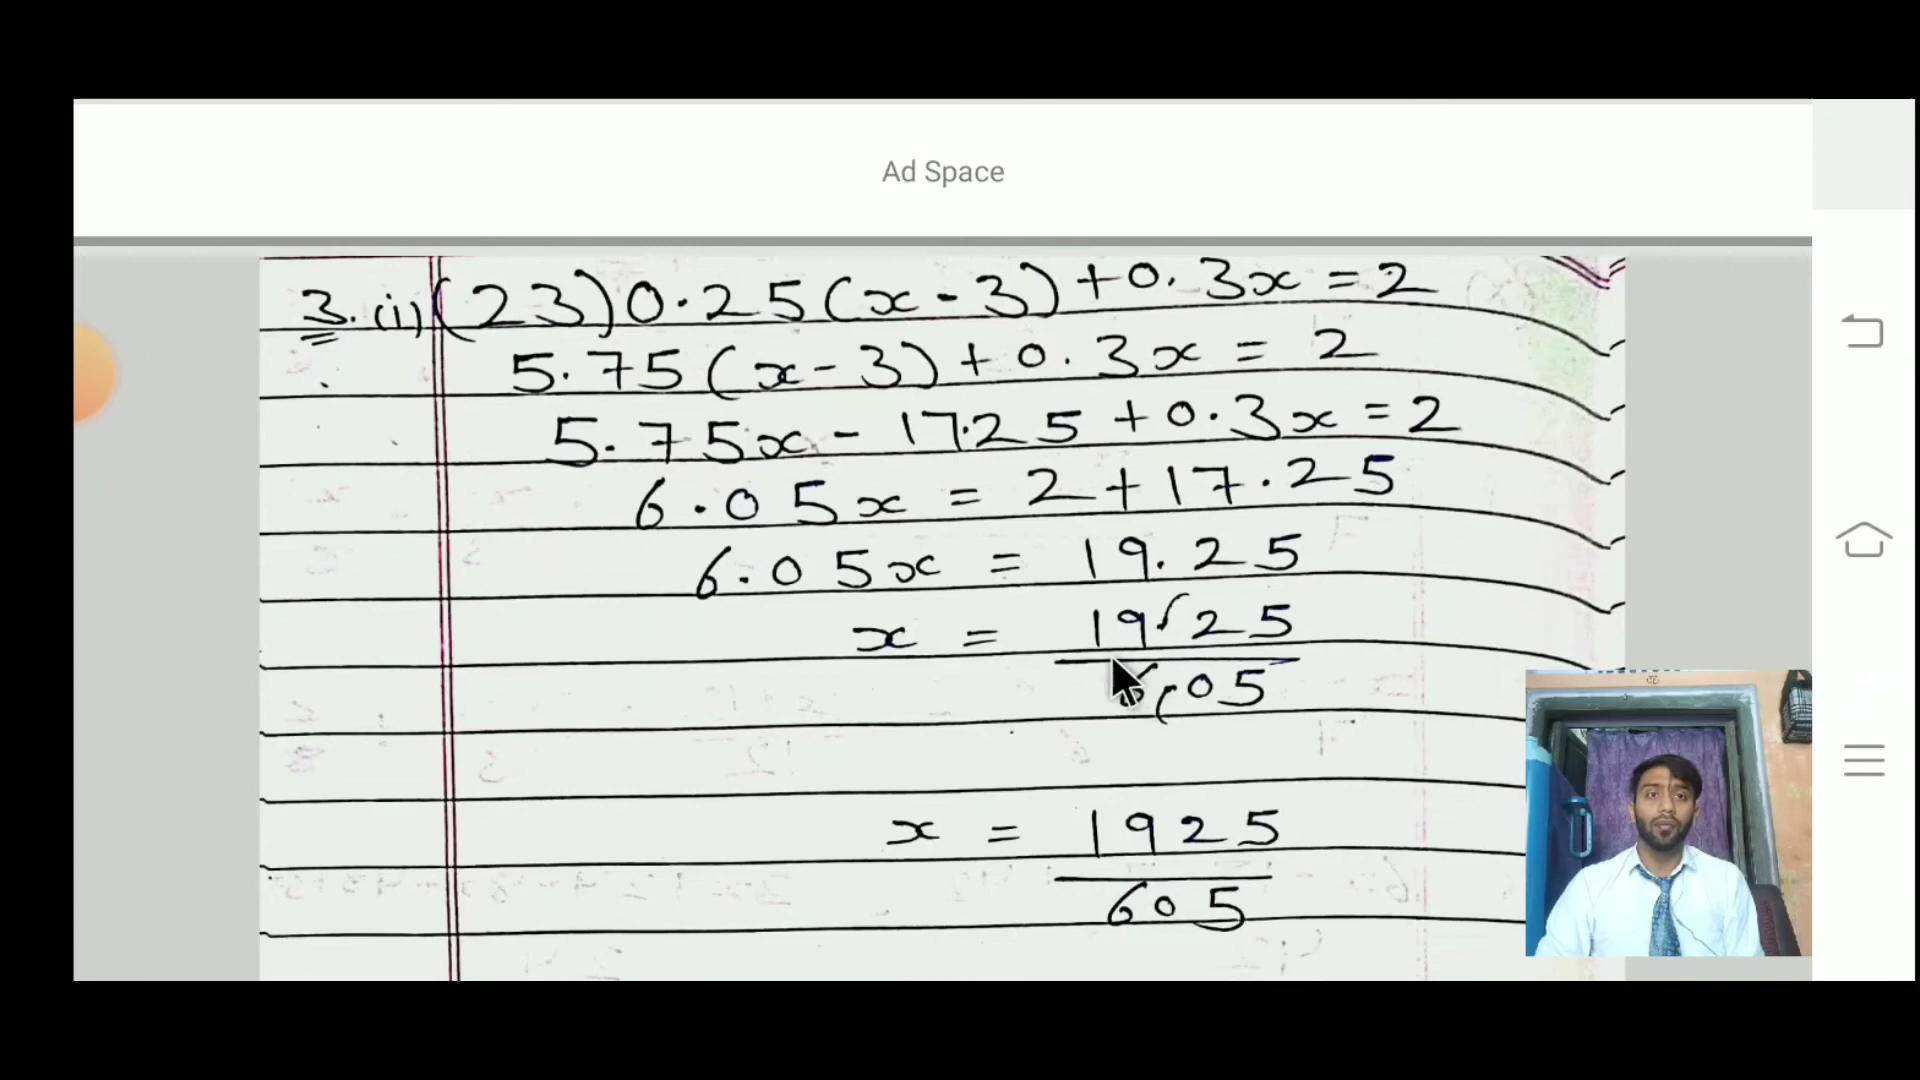 Ad Space
3. (ii) (23) 0.25 (x - 3) + 0.3x = 2
5.75 (x - 3) + 0.3x = 2
5.75x - 17.25 + 0.3x = 2
6.05x = 2 + 17.25
6.05x = 19.25
x = 19.25
6.05
x = 1925
605